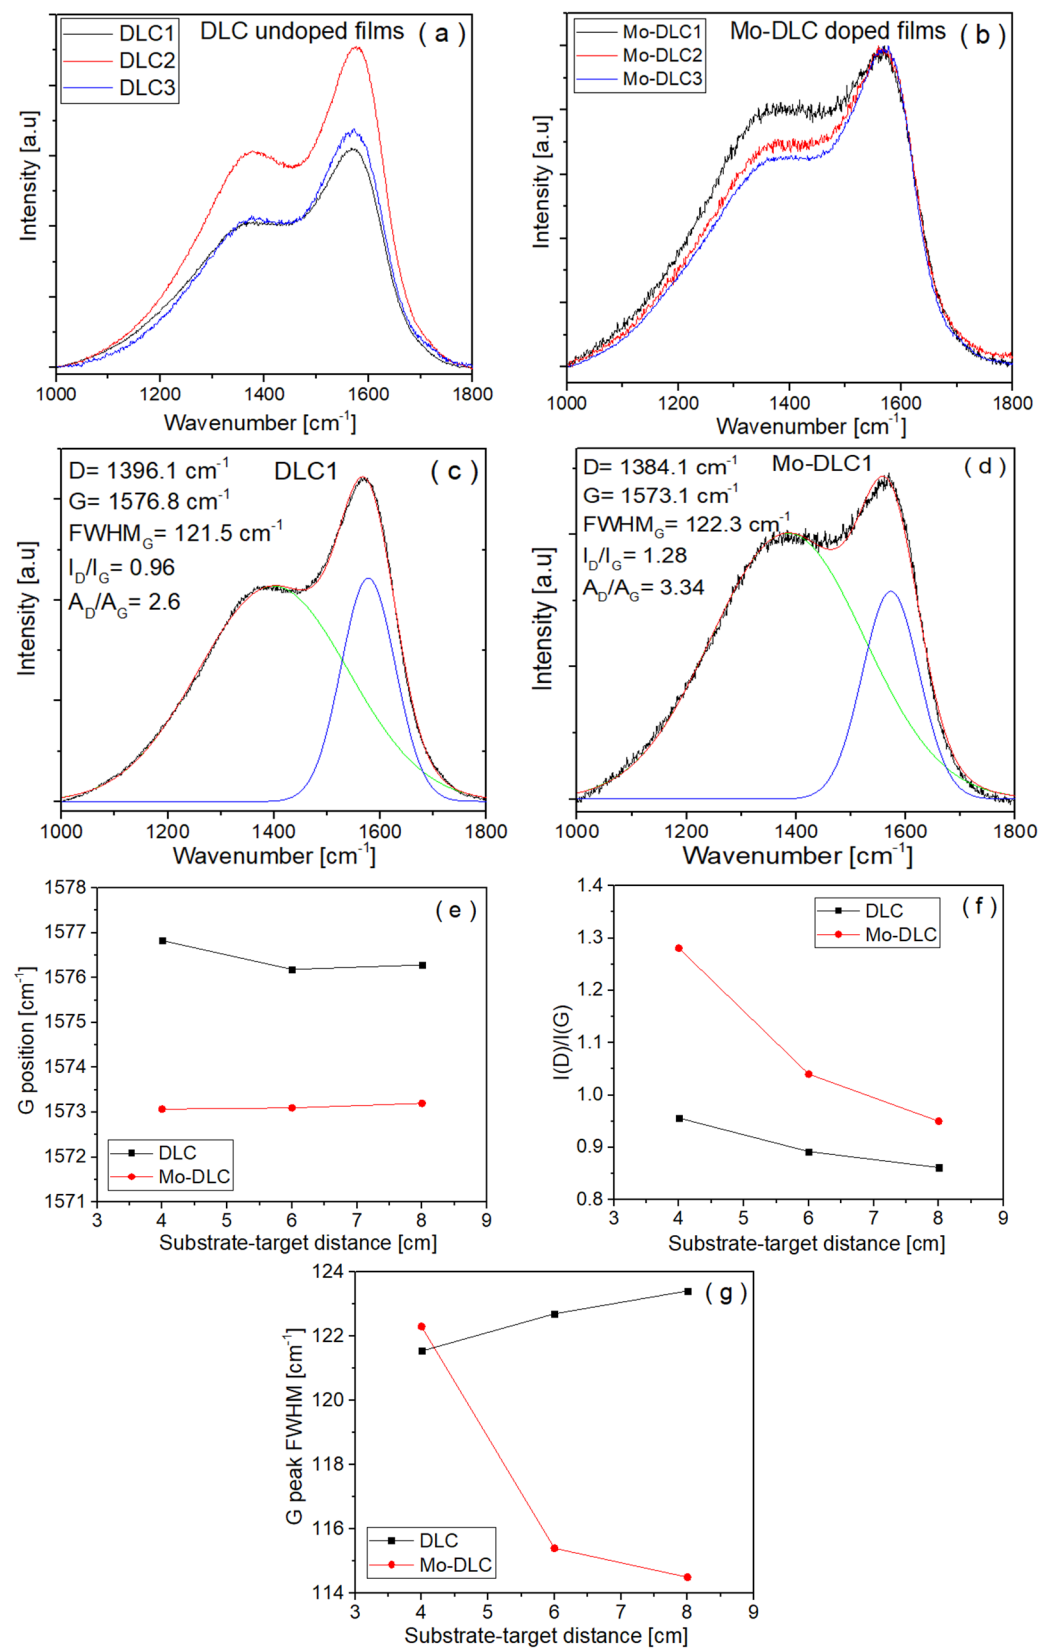 DLC undoped films
( a )
DLC1
DLC2
DLC3
Intensity [a.u]
1000 1200 1400 1600 1800
Wavenumber [cm-1]
Mo-DLC doped films
( b )
Mo-DLC1
Mo-DLC2
Mo-DLC3
Intensity [a.u]
1000 1200 1400 1600 1800
Wavenumber [cm-1]
D= 1396.1 cm-1
DLC1
( c )
G= 1576.8 cm-1
FWHMG= 121.5 cm-1
ID/IG= 0.96
AD/AG= 2.6
Intensity [a.u]
1000 1200 1400 1600 1800
Wavenumber [cm-1]
D= 1384.1 cm-1
Mo-DLC1
( d )
G= 1573.1 cm-1
FWHMG= 122.3 cm-1
ID/IG= 1.28
AD/AG= 3.34
Intensity [a.u]
1000 1200 1400 1600 1800
Wavenumber [cm-1]
( e )
1578
1577
1576
1575
1574
1573
1572
1571
G position [cm-1]
DLC
Mo-DLC
3 4 5 6 7 8 9
Substrate-target distance [cm]
( f )
1.4
1.3
1.2
1.1
1.0
0.9
0.8
I(D)/I(G)
DLC
Mo-DLC
3 4 5 6 7 8 9
Substrate-target distance [cm]
( g )
124
122
120
118
116
114
G peak FWHM [cm-1]
DLC
Mo-DLC
3 4 5 6 7 8 9
Substrate-target distance [cm]